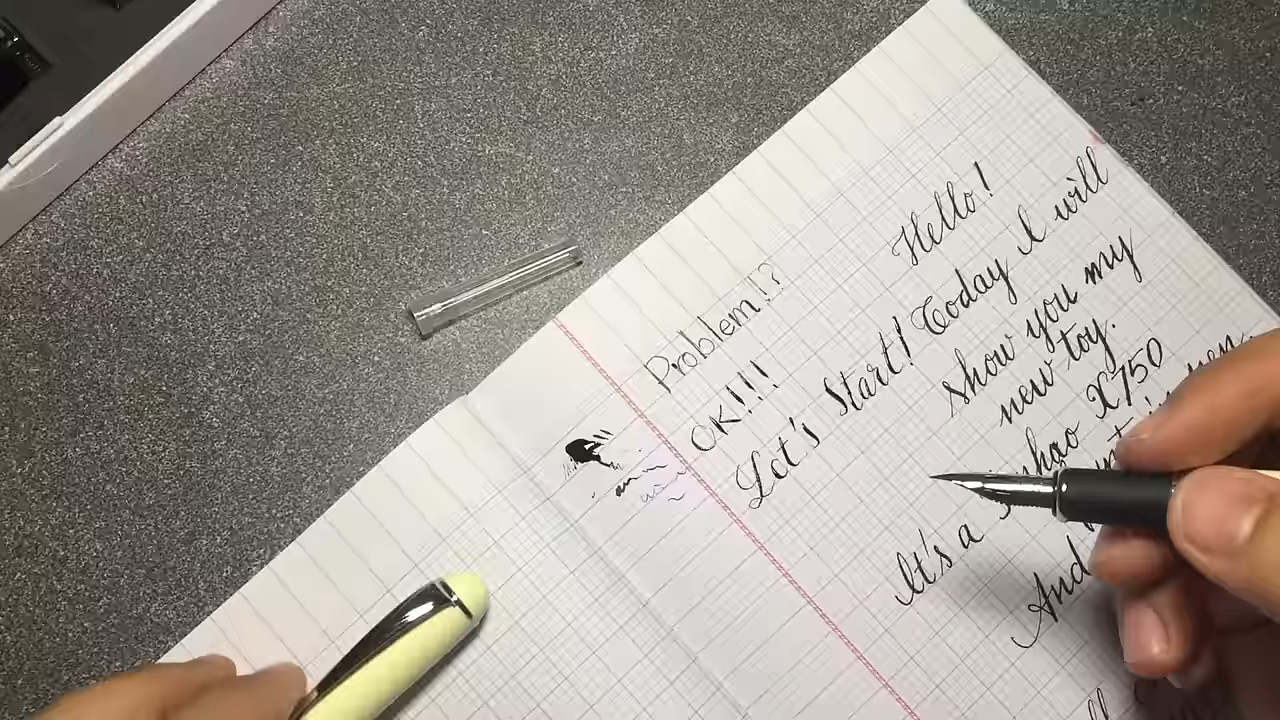 Hello!
Problem!?
OK!!!
Let's Start! Today I will
show you my
new toy.
It's a X750
And